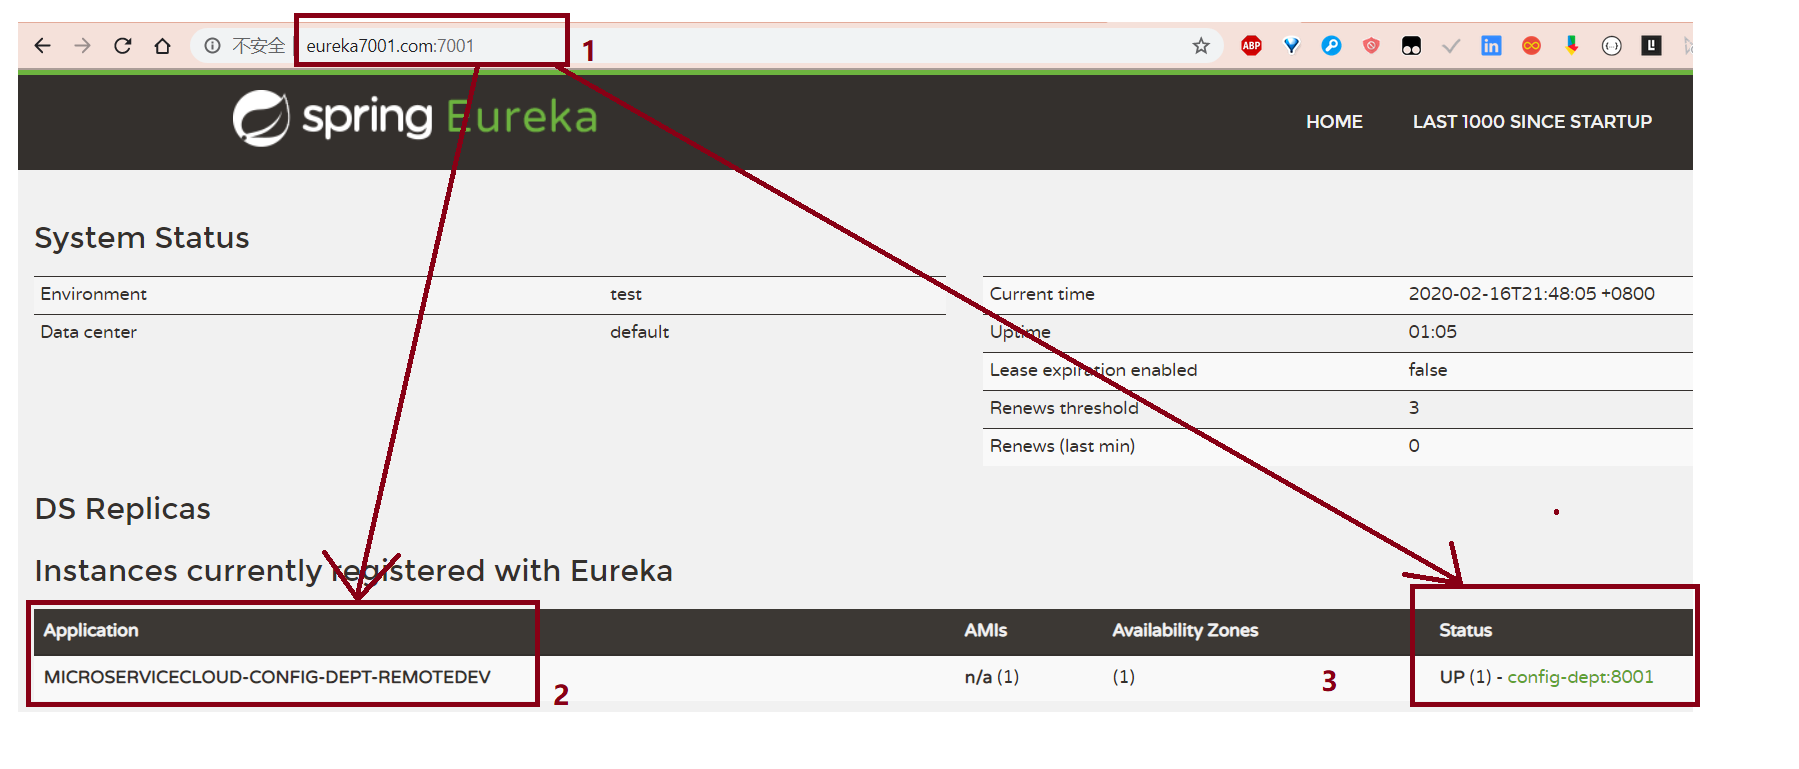 不安全 eureka7001.com:7001 1
spring Eureka HOME LAST 1000 SINCE STARTUP
System Status
Environment test Current time 2020-02-16T21:48:05 +0800
Data center default Uptime 01:05
Lease expiration enabled false
Renews threshold 3
Renews (last min) 0
DS Replicas
Instances currently registered with Eureka
Application AMIs Availability Zones Status
MICROSERVICECLOUD-CONFIG-DEPT-REMOTEDEV n/a (1) (1) UP (1) - config-dept:8001
2 3